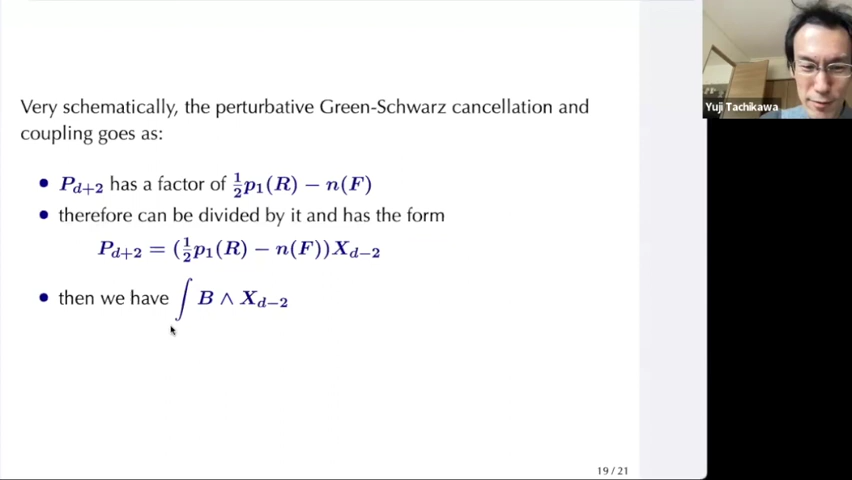 Very schematically, the perturbative Green-Schwarz cancellation and
coupling goes as:
• P_{d+2} has a factor of ½p₁(R) − n(F)
• therefore can be divided by it and has the form
P_{d+2} = (½p₁(R) − n(F))X_{d−2}
• then we have ∫ B ∧ X_{d−2}
19 / 21
Yuji Tachikawa